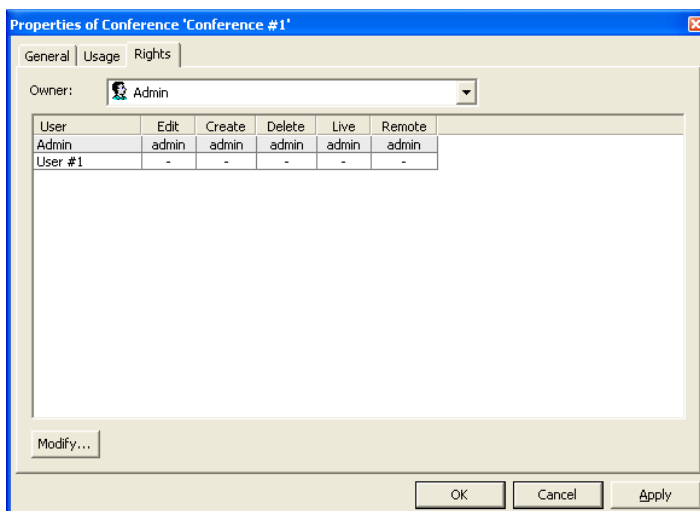 Properties of Conference 'Conference #1'
General Usage Rights
Owner: Admin
User Edit Create Delete Live Remote
Admin admin admin admin admin admin
User #1 - - - - -
Modify...
OK Cancel Apply